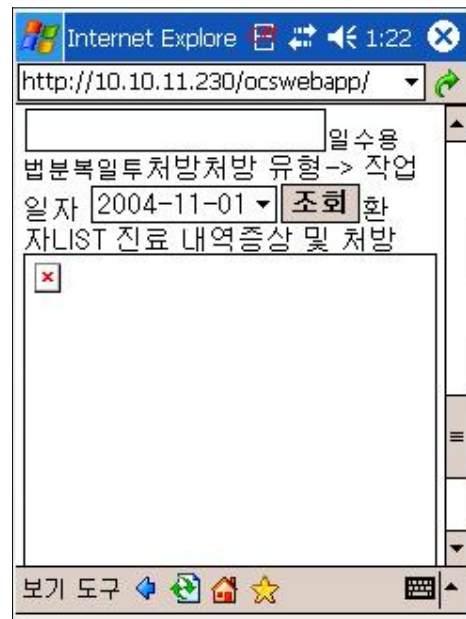 Internet Explore 1:22
http://10.10.11.230/ocswebapp/
일수용
법분복일투처방처방 유형-> 작업
일자 2004-11-01 조회 환
자LIST 진료 내역증상 및 처방
보기 도구